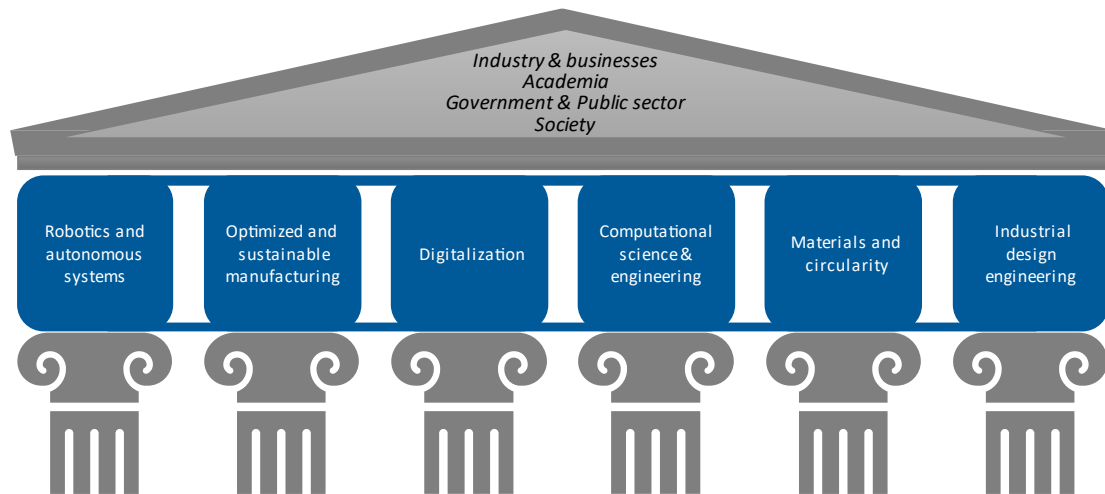 Industry & businesses
Academia
Government & Public sector
Society
Robotics and
autonomous
systems
Optimized and
sustainable
manufacturing
Digitalization
Computational
science &
engineering
Materials and
circularity
Industrial
design
engineering